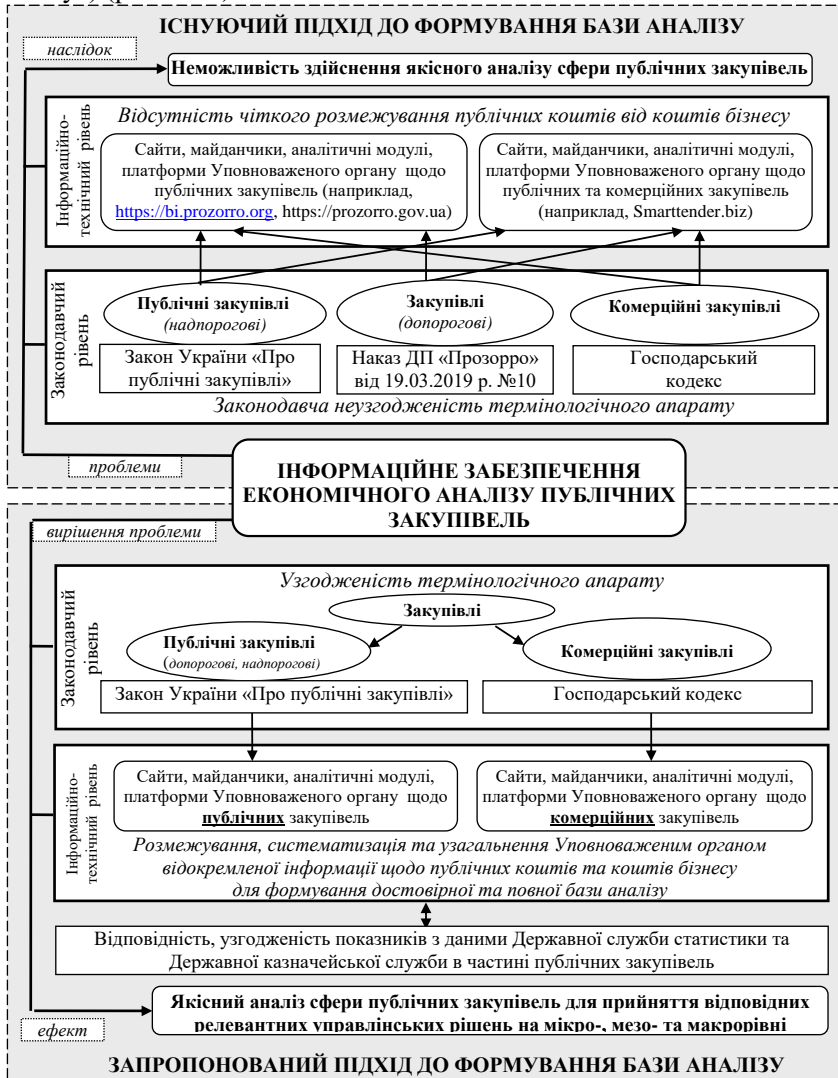 ІСНУЮЧИЙ ПІДХІД ДО ФОРМУВАННЯ БАЗИ АНАЛІЗУ
наслідок
Неможливість здійснення якісного аналізу сфери публічних закупівель
Інформаційно-
технічний рівень
Відсутність чіткого розмежування публічних коштів від коштів бізнесу
Сайти, майданчики, аналітичні модулі,
платформи Уповноваженого органу щодо
публічних закупівель (наприклад,
https://bi.prozorro.org, https://prozorro.gov.ua)
Сайти, майданчики, аналітичні модулі,
платформи Уповноваженого органу щодо
публічних та комерційних закупівель
(наприклад, Smarttender.biz)
Законодавчий
рівень
Публічні закупівлі
(надпорогові)
Закупівлі
(допорогові)
Комерційні закупівлі
Закон України «Про
публічні закупівлі»
Наказ ДП «Прозорро»
від 19.03.2019 р. №10
Господарський
кодекс
Законодавча неузгодженість термінологічного апарату
проблеми
ІНФОРМАЦІЙНЕ ЗАБЕЗПЕЧЕННЯ
ЕКОНОМІЧНОГО АНАЛІЗУ ПУБЛІЧНИХ
ЗАКУПІВЕЛЬ
вирішення проблеми
Законодавчий
рівень
Узгодженість термінологічного апарату
Закупівлі
Публічні закупівлі
(допорогові, надпорогові)
Комерційні закупівлі
Закон України «Про публічні закупівлі»
Господарський кодекс
Інформаційно-
технічний рівень
Сайти, майданчики, аналітичні модулі,
платформи Уповноваженого органу щодо
публічних закупівель
Сайти, майданчики, аналітичні модулі,
платформи Уповноваженого органу щодо
комерційних закупівель
Розмежування, систематизація та узагальнення Уповноваженим органом
відокремленої інформації щодо публічних коштів та коштів бізнесу
для формування достовірної та повної бази аналізу
Відповідність, узгодженість показників з даними Державної служби статистики та
Державної казначейської служби в частині публічних закупівель
Якісний аналіз сфери публічних закупівель для прийняття відповідних
релевантних управлінських рішень на мікро-, мезо- та макрорівні
ефект
ЗАПРОПОНОВАНИЙ ПІДХІД ДО ФОРМУВАННЯ БАЗИ АНАЛІЗУ